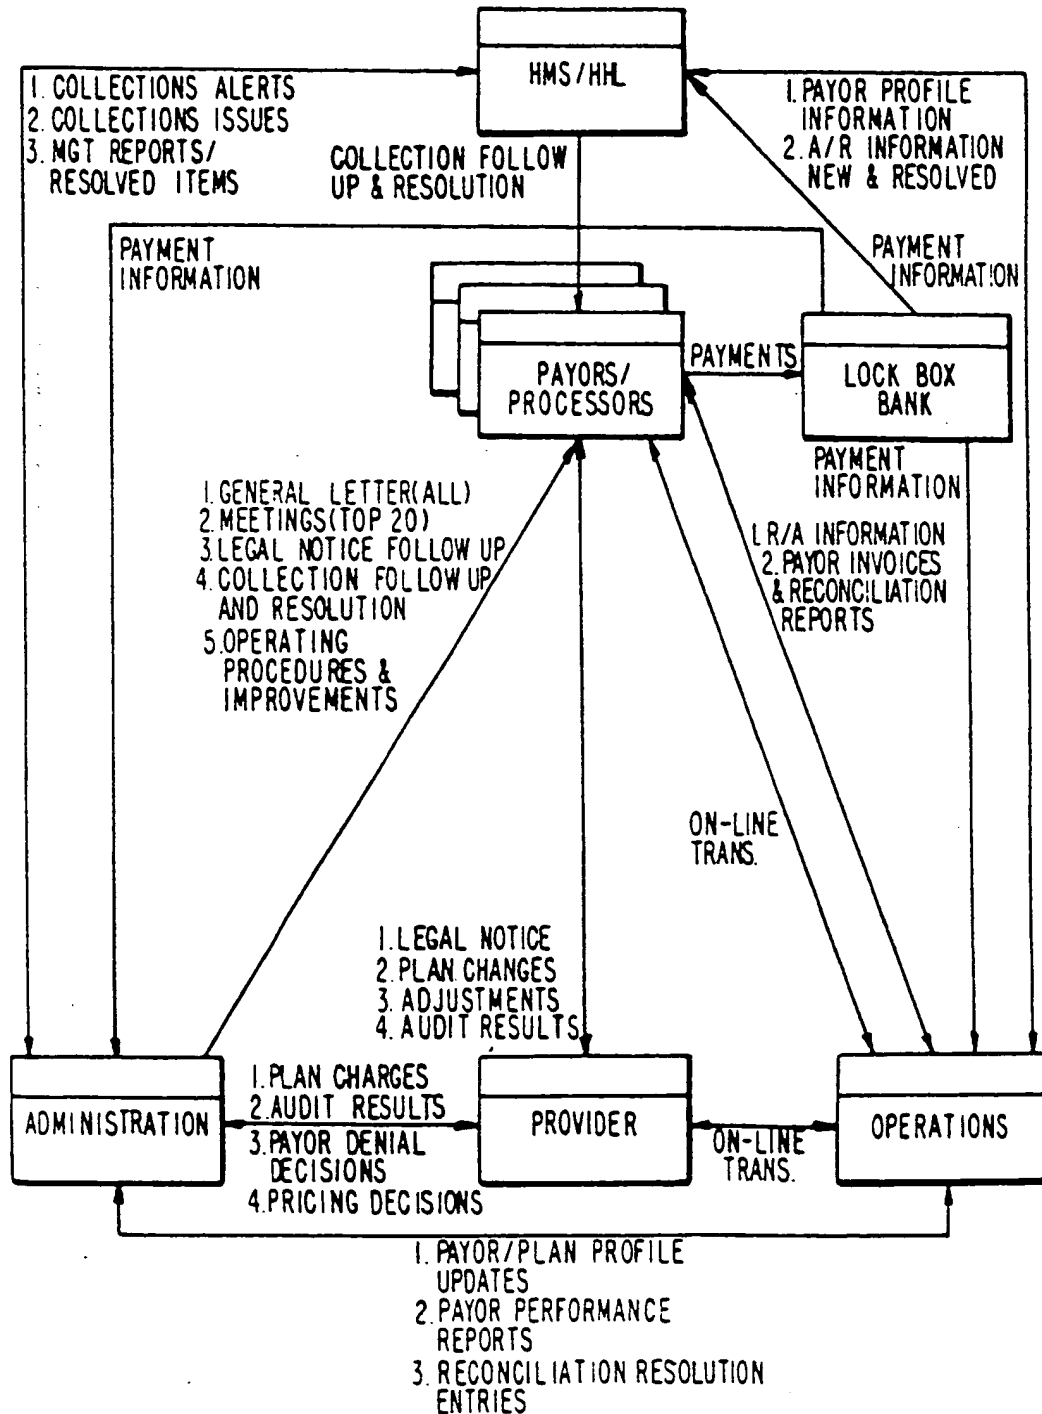 HMS/HHL
1. COLLECTIONS ALERTS
2. COLLECTIONS ISSUES
3. MGT REPORTS/
RESOLVED ITEMS
COLLECTION FOLLOW
UP & RESOLUTION
1. PAYOR PROFILE
INFORMATION
2. A/R INFORMATION
NEW & RESOLVED
PAYMENT
INFORMATION
PAYMENT
INFORMATION
PAYORS/
PROCESSORS
PAYMENTS
LOCK BOX
BANK
PAYMENT
INFORMATION
1. GENERAL LETTER(ALL)
2. MEETINGS(TOP 20)
3. LEGAL NOTICE FOLLOW UP
4. COLLECTION FOLLOW UP
AND RESOLUTION
5. OPERATING
PROCEDURES &
IMPROVEMENTS
1. R/A INFORMATION
2. PAYOR INVOICES
& RECONCILIATION
REPORTS
ON-LINE
TRANS.
1. LEGAL NOTICE
2. PLAN CHANGES
3. ADJUSTMENTS
4. AUDIT RESULTS
ADMINISTRATION
1. PLAN CHARGES
2. AUDIT RESULTS
3. PAYOR DENIAL
DECISIONS
4. PRICING DECISIONS
PROVIDER
ON-LINE
TRANS.
OPERATIONS
1. PAYOR/PLAN PROFILE
UPDATES
2. PAYOR PERFORMANCE
REPORTS
3. RECONCILIATION RESOLUTION
ENTRIES